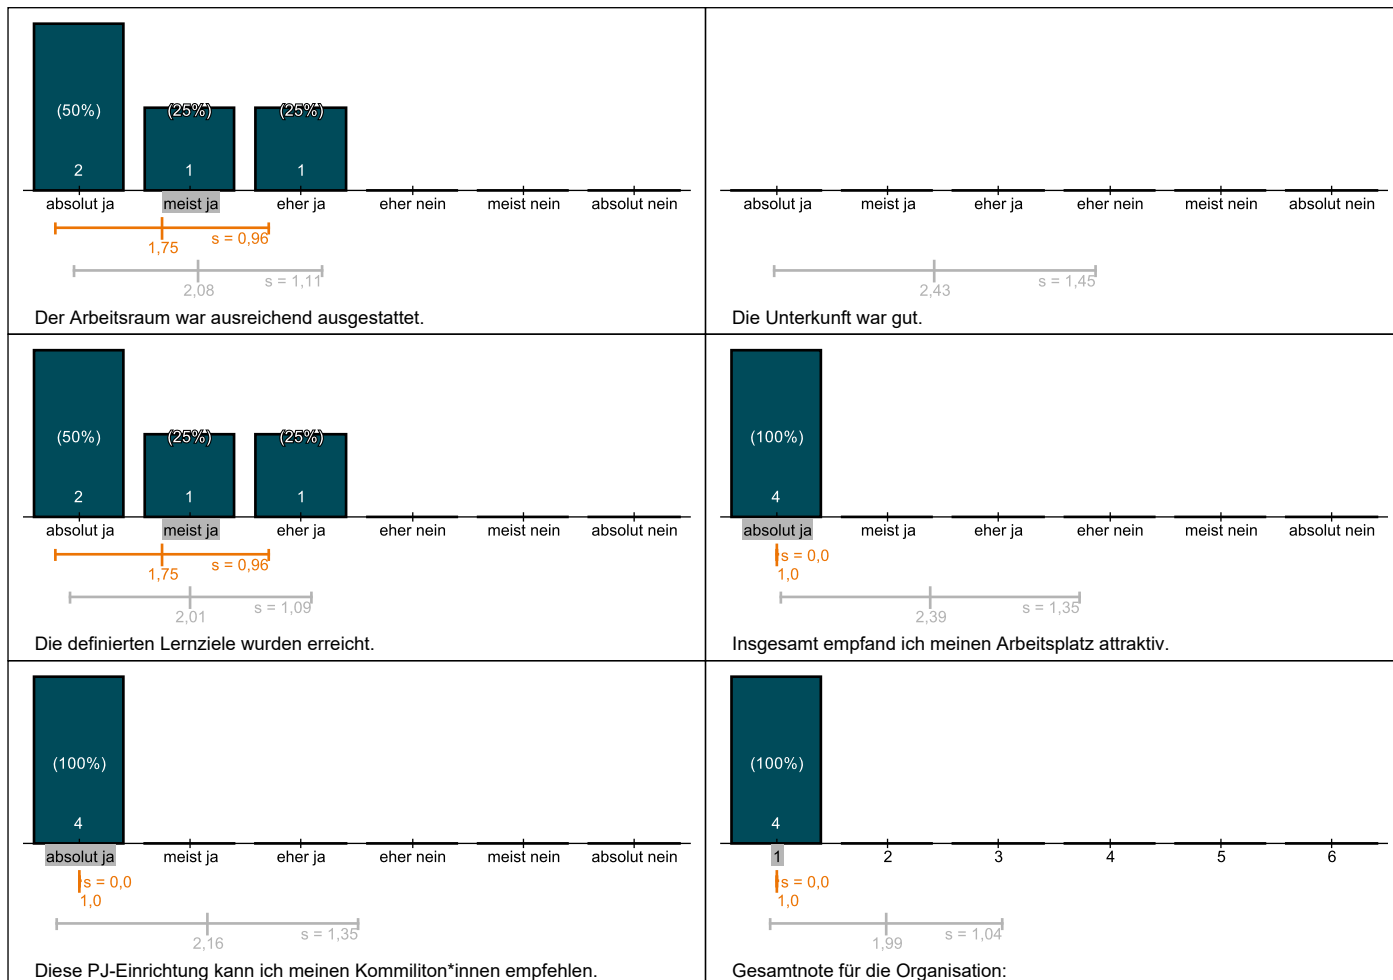 (50%) (25%) (25%)
2 1 1
absolut ja meist ja eher ja eher nein meist nein absolut nein
1,75 s = 0,96
2,08 s = 1,11
Der Arbeitsraum war ausreichend ausgestattet.
absolut ja meist ja eher ja eher nein meist nein absolut nein
2,43 s = 1,45
Die Unterkunft war gut.
(50%) (25%) (25%)
2 1 1
absolut ja meist ja eher ja eher nein meist nein absolut nein
1,75 s = 0,96
2,01 s = 1,09
Die definierten Lernziele wurden erreicht.
(100%)
4
absolut ja meist ja eher ja eher nein meist nein absolut nein
s = 0,0
1,0
2,39 s = 1,35
Insgesamt empfand ich meinen Arbeitsplatz attraktiv.
(100%)
4
absolut ja meist ja eher ja eher nein meist nein absolut nein
s = 0,0
1,0
2,16 s = 1,35
Diese PJ-Einrichtung kann ich meinen Kommiliton*innen empfehlen.
(100%)
4
1 2 3 4 5 6
s = 0,0
1,0
1,99 s = 1,04
Gesamtnote für die Organisation: